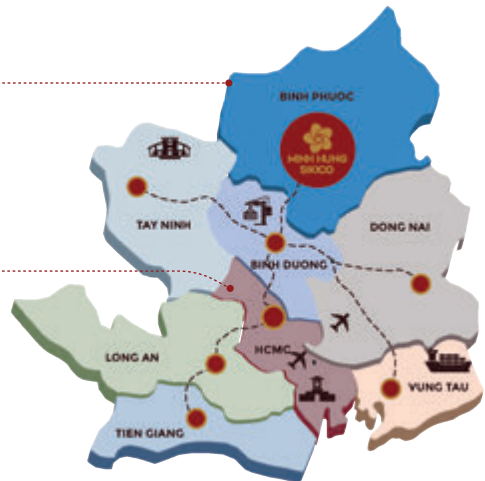 BINH PHUOC
MINH HUNG
SIKICO
TAY NINH
DONG NAI
BINH DUONG
HCMC
LONG AN
VUNG TAU
TIEN GIANG